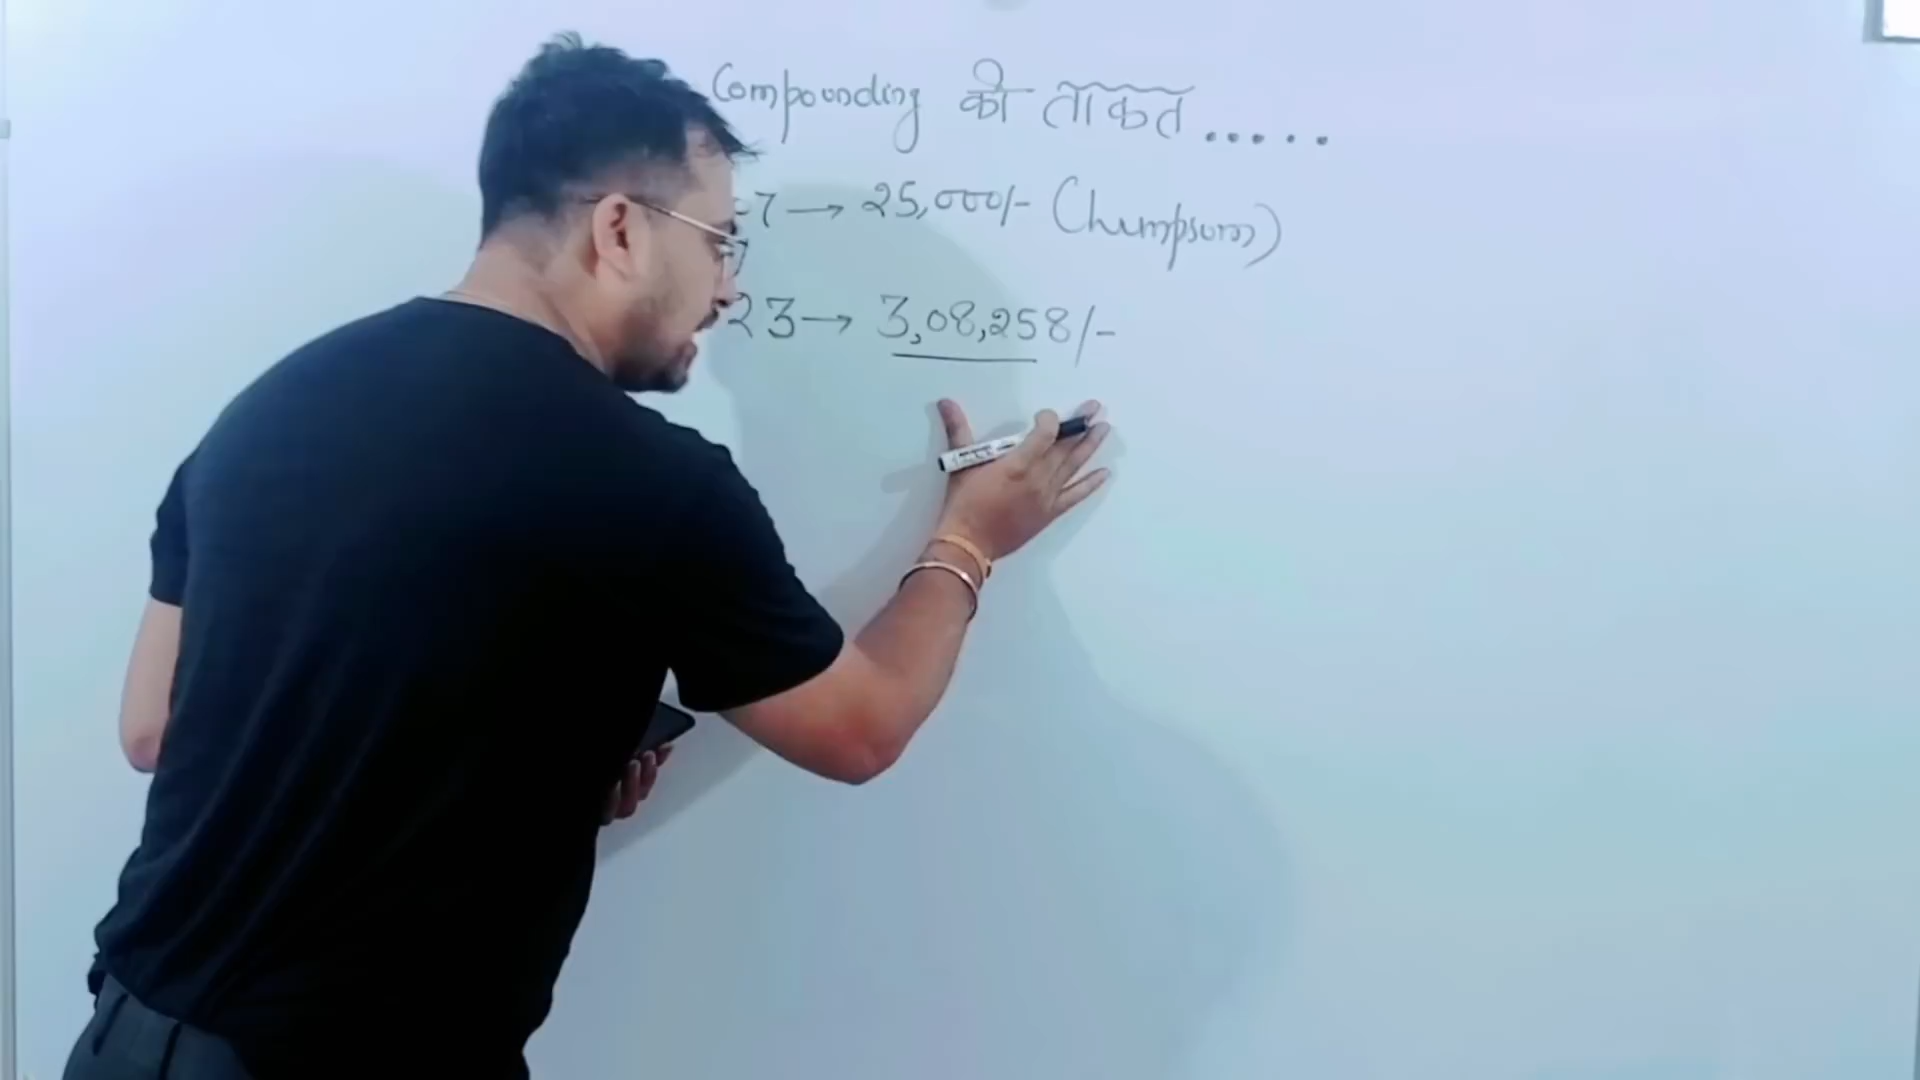 Compounding की ताकत.....
7 → 25,000/- (Lumpsum)
23 → 3,08,258/-